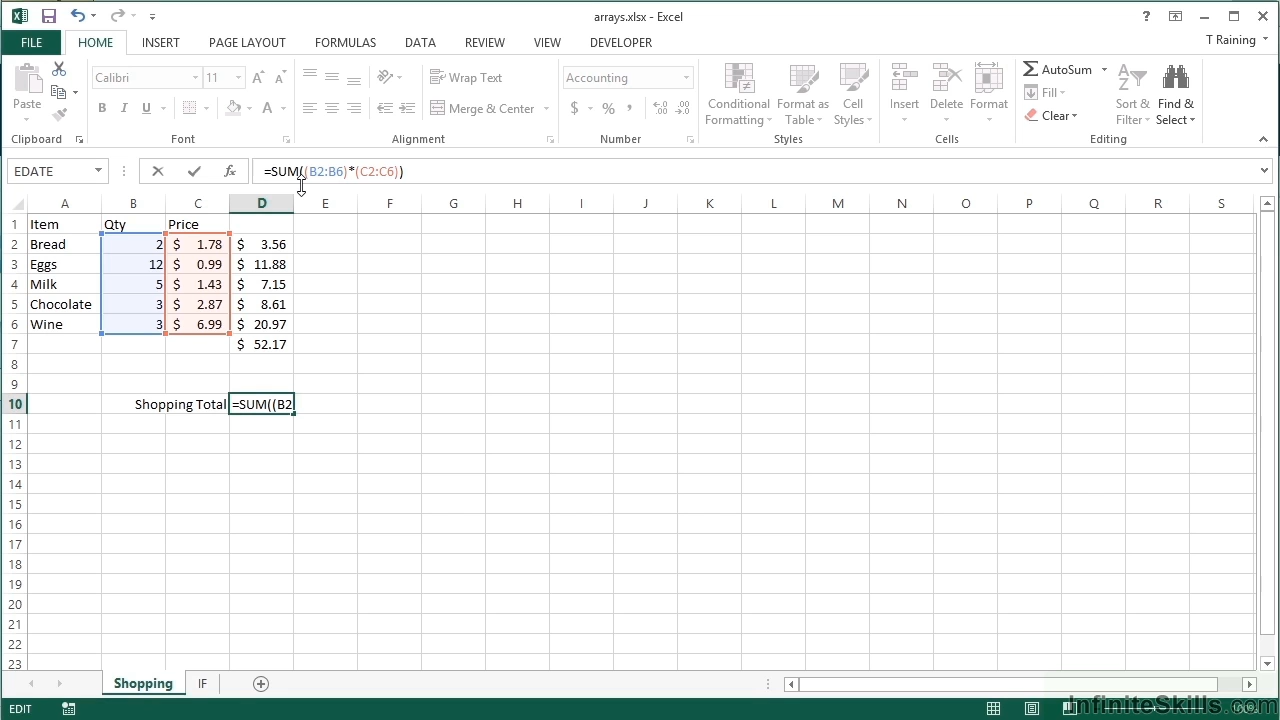 arrays.xlsx - Excel
?
FILE HOME INSERT PAGE LAYOUT FORMULAS DATA REVIEW VIEW DEVELOPER T Raining
Paste
Calibri 11 A A
B I U A
Wrap Text
Merge & Center
Accounting
$ % ,
Conditional Formatting
Format as Table
Cell Styles
Insert Delete Format
AutoSum
Fill
Clear
Sort & Filter
Find & Select
Clipboard Font Alignment Number Styles Cells Editing
EDATE fx =SUM((B2:B6)*(C2:C6))
A B C D E F G H I J K L M N O P Q R S
1 Item Qty Price
2 Bread 2 $ 1.78 $ 3.56
3 Eggs 12 $ 0.99 $ 11.88
4 Milk 5 $ 1.43 $ 7.15
5 Chocolate 3 $ 2.87 $ 8.61
6 Wine 3 $ 6.99 $ 20.97
7 $ 52.17
8
9
10 Shopping Total =SUM((B2
11
12
13
14
15
16
17
18
19
20
21
22
23
Shopping IF
EDIT
InfiniteSkills.com